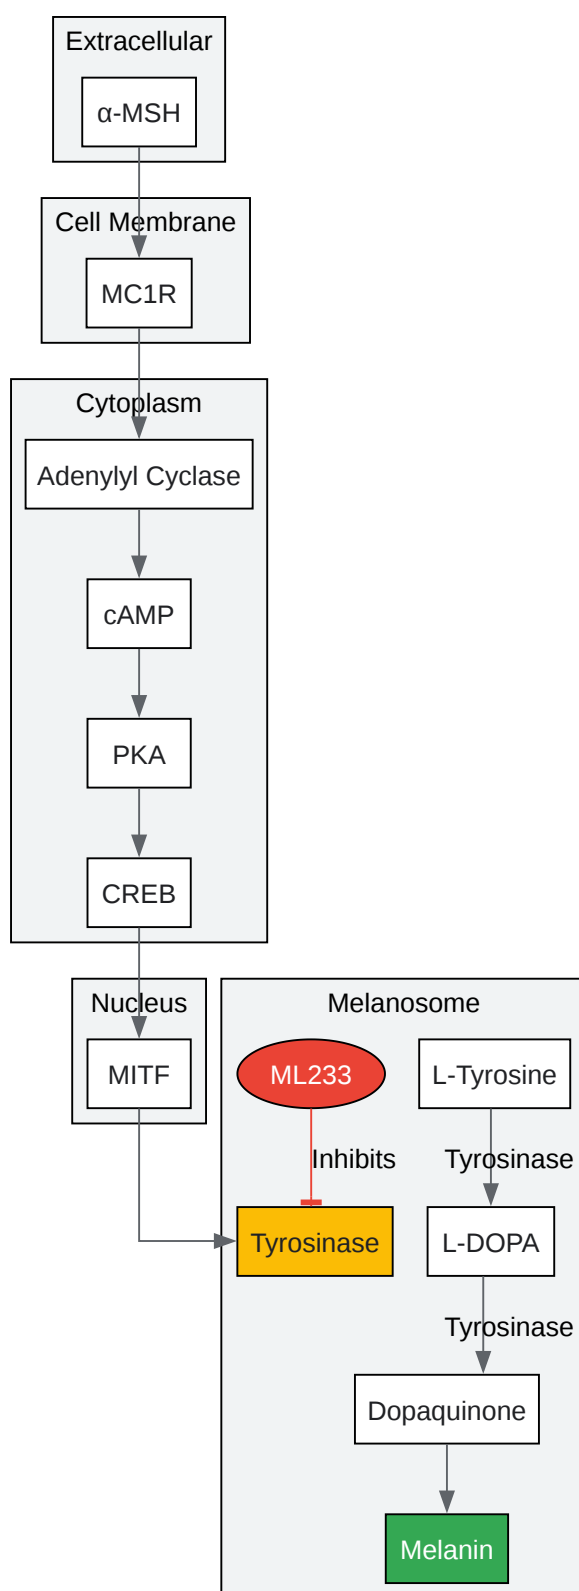 Extracellular
α-MSH
Cell Membrane
MC1R
Cytoplasm
Adenylyl Cyclase
cAMP
PKA
CREB
Nucleus
MITF
Melanosome
ML233
L-Tyrosine
Inhibits
Tyrosinase
Tyrosinase
L-DOPA
Tyrosinase
Dopaquinone
Melanin